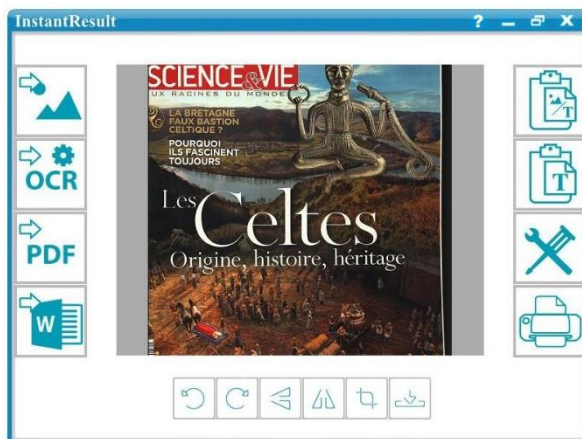 InstantResult
?
SCIENCE&VIE
UX RACINES DU MONDE
LA BRETAGNE
FAUX BASTION
CELTIQUE ?
POURQUOI
ILS FASCINENT
TOUJOURS
Les
Celtes
Origine, histoire, héritage
OCR
PDF
W
T
T